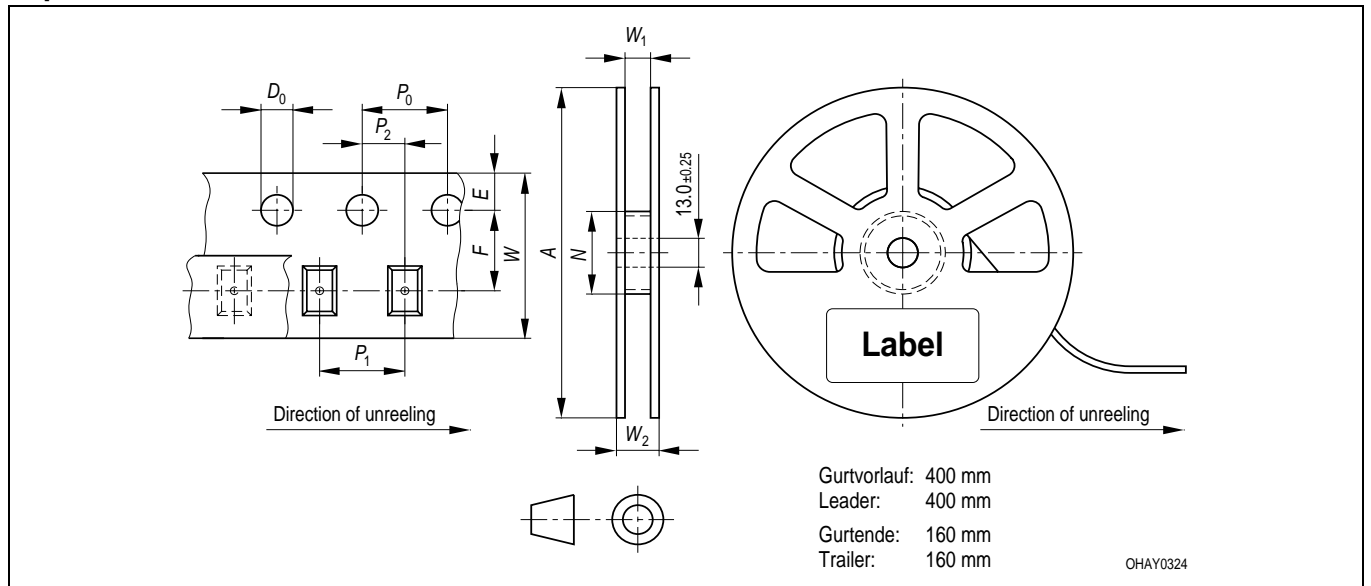 W1
D0
P0
P2
E
F
W
A
N
13.0±0.25
P1
W2
Label
Direction of unreeling
Direction of unreeling
Gurtvorlauf: 400 mm
Leader: 400 mm
Gurtende: 160 mm
Trailer: 160 mm
OHAY0324